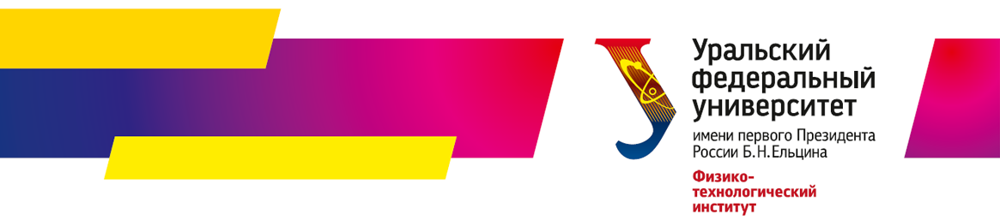 Уральский
федеральный
университет
имени первого Президента
России Б.Н.Ельцина
Физико-
технологический
институт